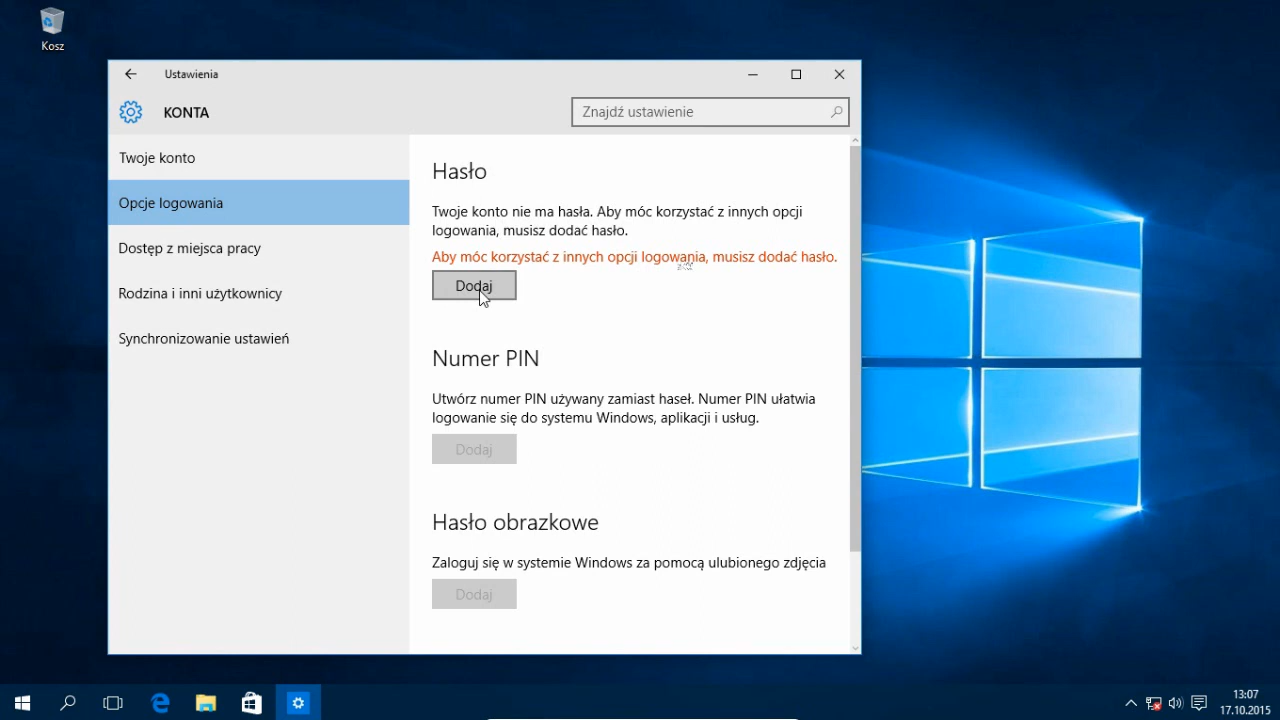 Kosz
Ustawienia
KONTA
Znajdź ustawienie
Twoje konto
Opcje logowania
Dostęp z miejsca pracy
Rodzina i inni użytkownicy
Synchronizowanie ustawień
Hasło
Twoje konto nie ma hasła. Aby móc korzystać z innych opcji
logowania, musisz dodać hasło.
Aby móc korzystać z innych opcji logowania, musisz dodać hasło.
Dodaj
Numer PIN
Utwórz numer PIN używany zamiast haseł. Numer PIN ułatwia
logowanie się do systemu Windows, aplikacji i usług.
Dodaj
Hasło obrazkowe
Zaloguj się w systemie Windows za pomocą ulubionego zdjęcia
Dodaj
13:07
17.10.2015